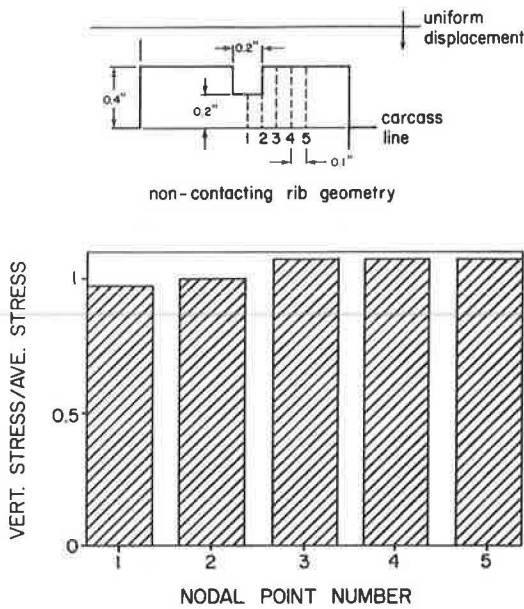 uniform
displacement
0.2"
0.4"
0.2"
carcass
line
1 2 3 4 5
0.1"
non-contacting rib geometry
VERT. STRESS/AVE. STRESS
1
0.5
0
1 2 3 4 5
NODAL POINT NUMBER